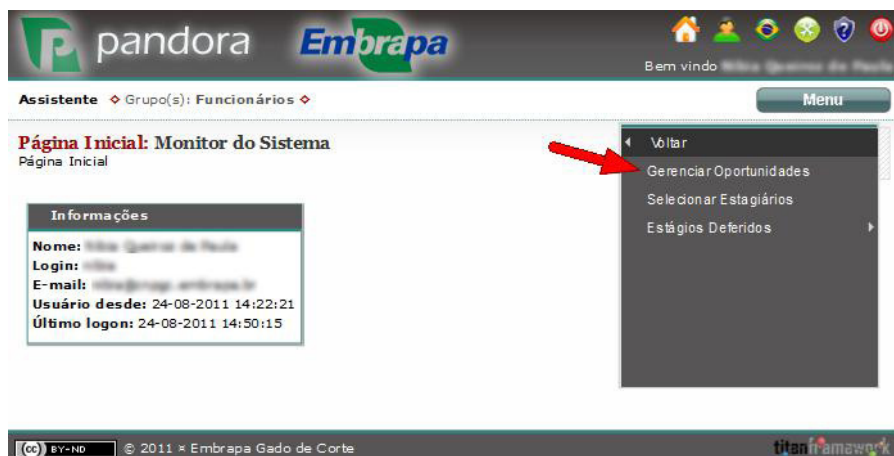 pandora Embrapa
Bem vindo
Assistente Grupo(s): Funcionários
Menu
Página Inicial: Monitor do Sistema
Página Inicial
Voltar
Gerenciar Oportunidades
Selecionar Estagiários
Estágios Deferidos
Informações
Nome:
Login:
E-mail:
Usuário desde: 24-08-2011 14:22:21
Último logon: 24-08-2011 14:50:15
(cc) BY-ND © 2011 × Embrapa Gado de Corte
titanframework